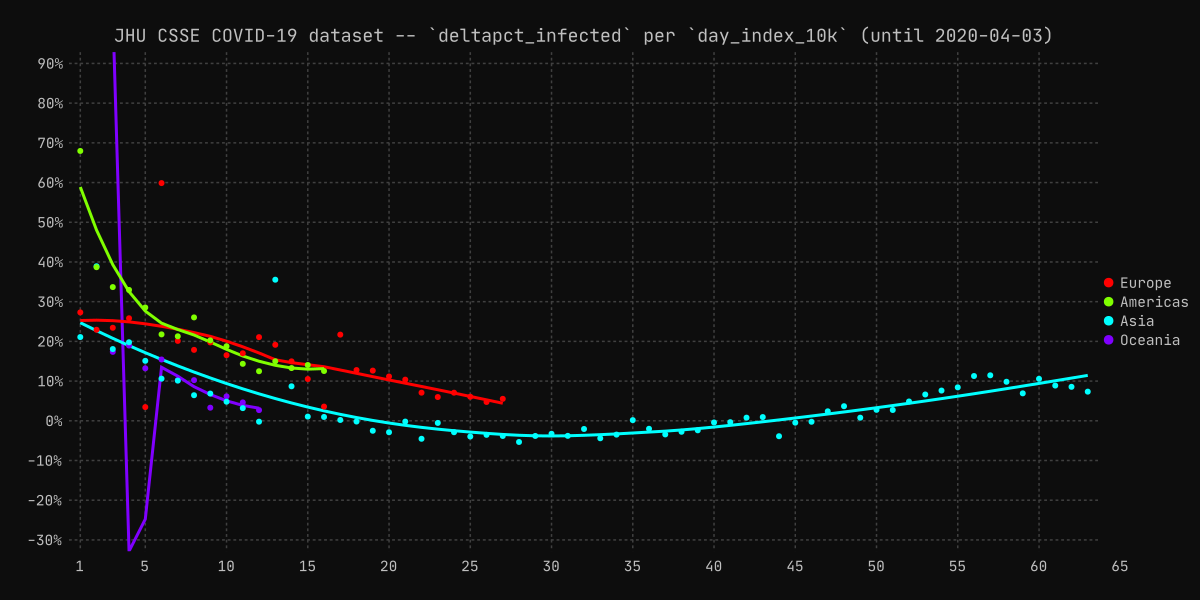 JHU CSSE COVID-19 dataset -- `deltapct_infected` per `day_index_10k` (until 2020-04-03)
90%
80%
70%
60%
50%
40%
30%
20%
10%
0%
-10%
-20%
-30%
1 5 10 15 20 25 30 35 40 45 50 55 60 65
Europe
Americas
Asia
Oceania